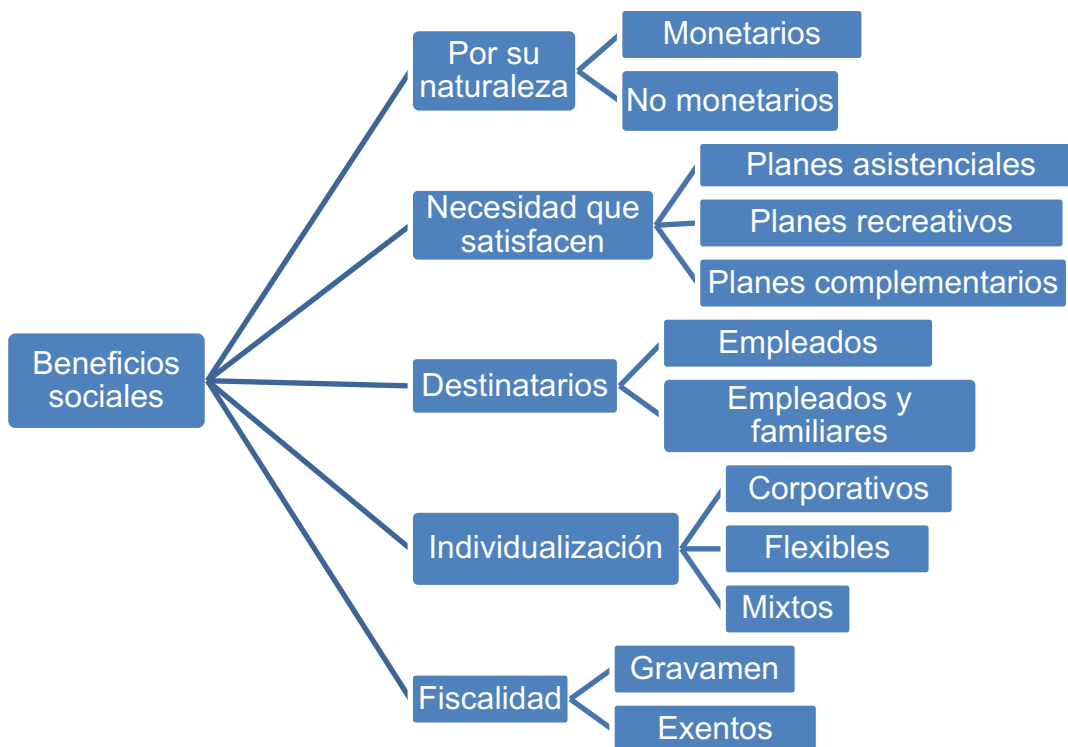 Beneficios
sociales
Por su
naturaleza
Monetarios
No monetarios
Necesidad que
satisfacen
Planes asistenciales
Planes recreativos
Planes complementarios
Destinatarios
Empleados
Empleados y
familiares
Individualización
Corporativos
Flexibles
Mixtos
Fiscalidad
Gravamen
Exentos